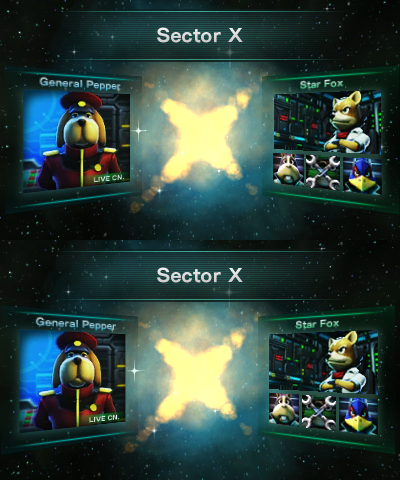 Sector X
General Pepper
Star Fox
LIVE CN.
Sector X
General Pepper
Star Fox
LIVE CN.